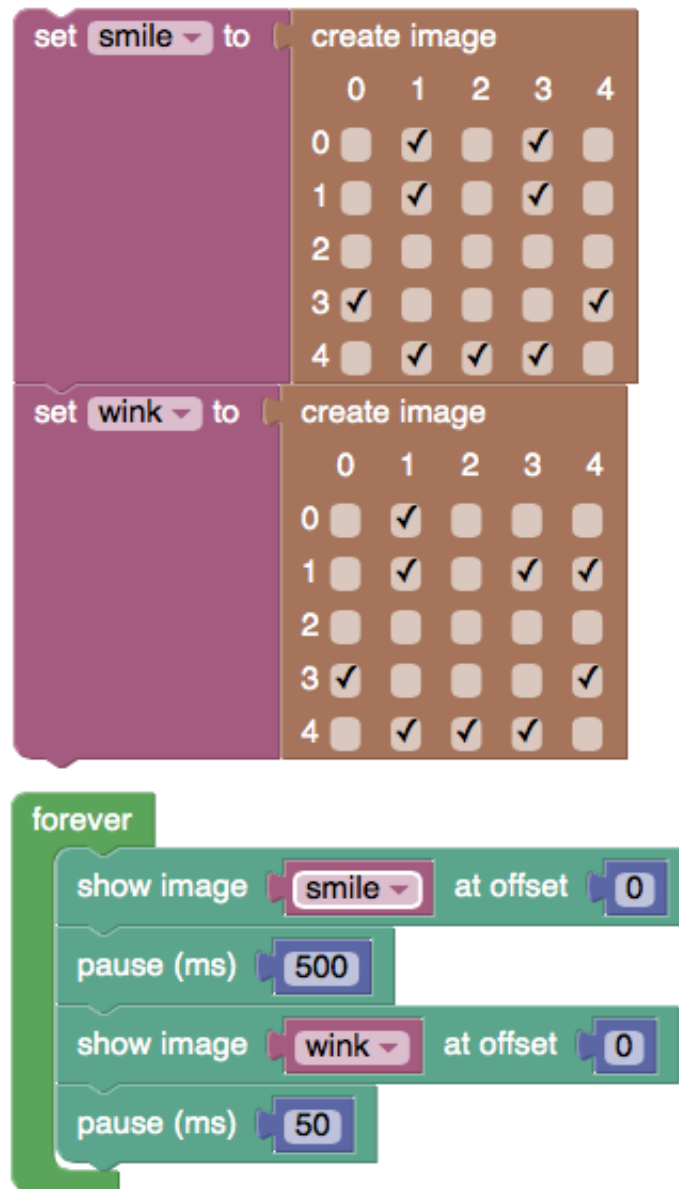 set smile to create image
0 1 2 3 4
0
1
2
3
4
set wink to create image
0 1 2 3 4
0
1
2
3
4
forever
show image smile at offset 0
pause (ms) 500
show image wink at offset 0
pause (ms) 50